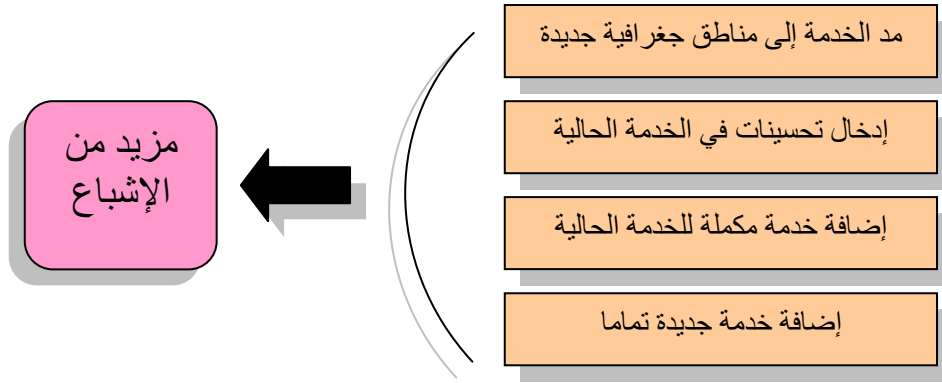 مد الخدمة إلى مناطق جغرافية جديدة
إدخال تحسينات في الخدمة الحالية
إضافة خدمة مكملة للخدمة الحالية
إضافة خدمة جديدة تماما
مزيد من
الإشباع